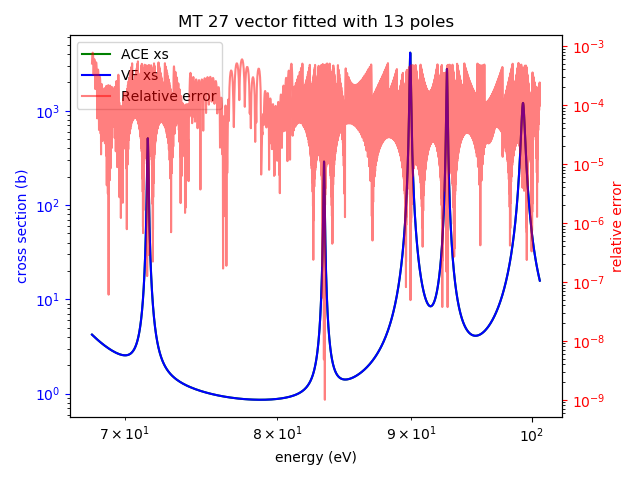 MT 27 vector fitted with 13 poles
ACE xs
VF xs
Relative error
cross section (b)
10³
10²
10¹
10⁰
10⁻³
10⁻⁴
10⁻⁵
10⁻⁶
10⁻⁷
10⁻⁸
10⁻⁹
relative error
7 × 10¹
8 × 10¹
9 × 10¹
10²
energy (eV)